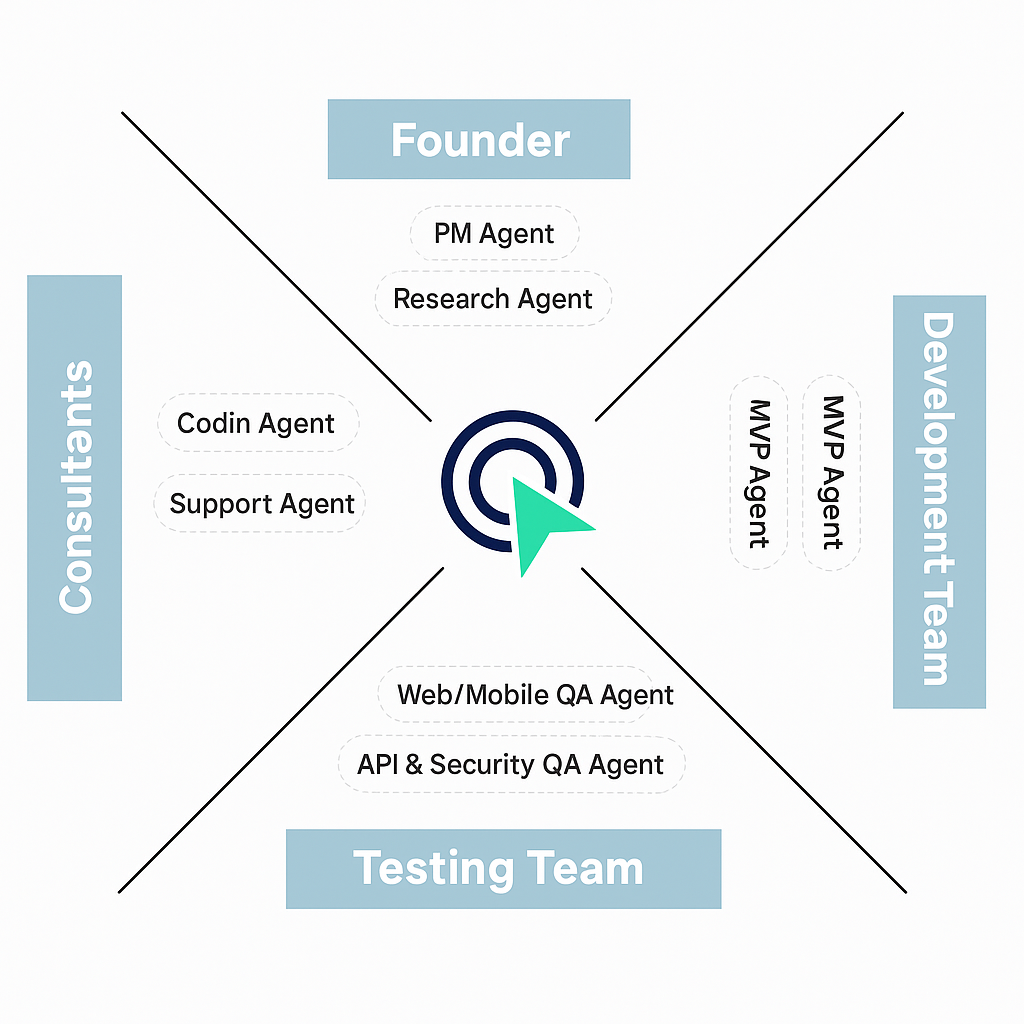 Founder
PM Agent
Research Agent
Consultants
Codin Agent
Support Agent
MVP Agent
MVP Agent
Development Team
Web/Mobile QA Agent
API & Security QA Agent
Testing Team